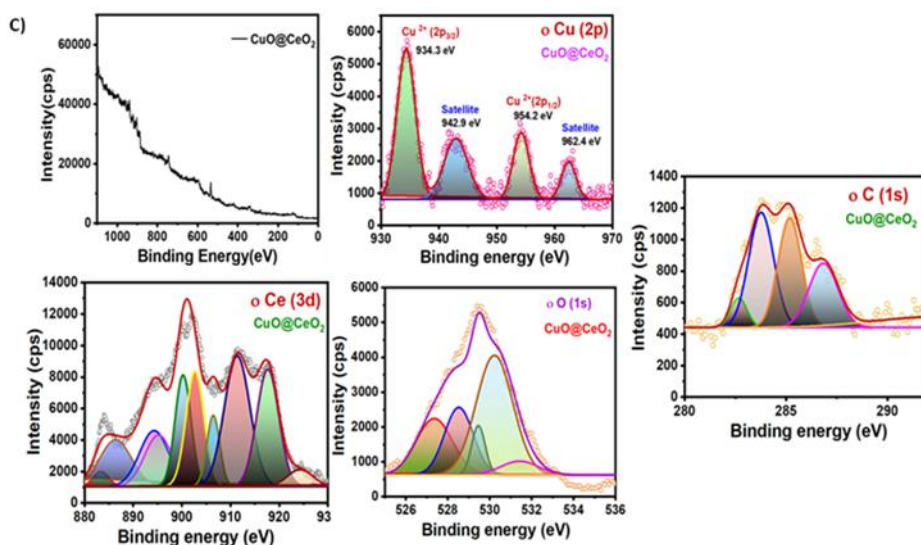 C)
CuO@CeO₂
Intensity(cps)
60000
40000
20000
0
1000 800 600 400 200 0
Binding Energy(eV)
o Cu (2p)
CuO@CeO₂
Cu ²⁺ (2p₃/₂)
934.3 eV
Satellite
942.9 eV
Cu ²⁺(2p₁/₂)
954.2 eV
Satellite
962.4 eV
Intensity (cps)
6000
5000
4000
3000
2000
1000
0
930 940 950 960 970
Binding energy (eV)
o C (1s)
CuO@CeO₂
Intensity (cps)
1400
1200
1000
800
600
400
200
280 285 290
Binding energy (eV)
o Ce (3d)
CuO@CeO₂
Intensity (cps)
14000
12000
10000
8000
6000
4000
2000
0
880 890 900 910 920 93
Binding energy (eV)
o O (1s)
CuO@CeO₂
Intensity (cps)
6000
5000
4000
3000
2000
1000
0
526 528 530 532 534 536
Binding energy (eV)